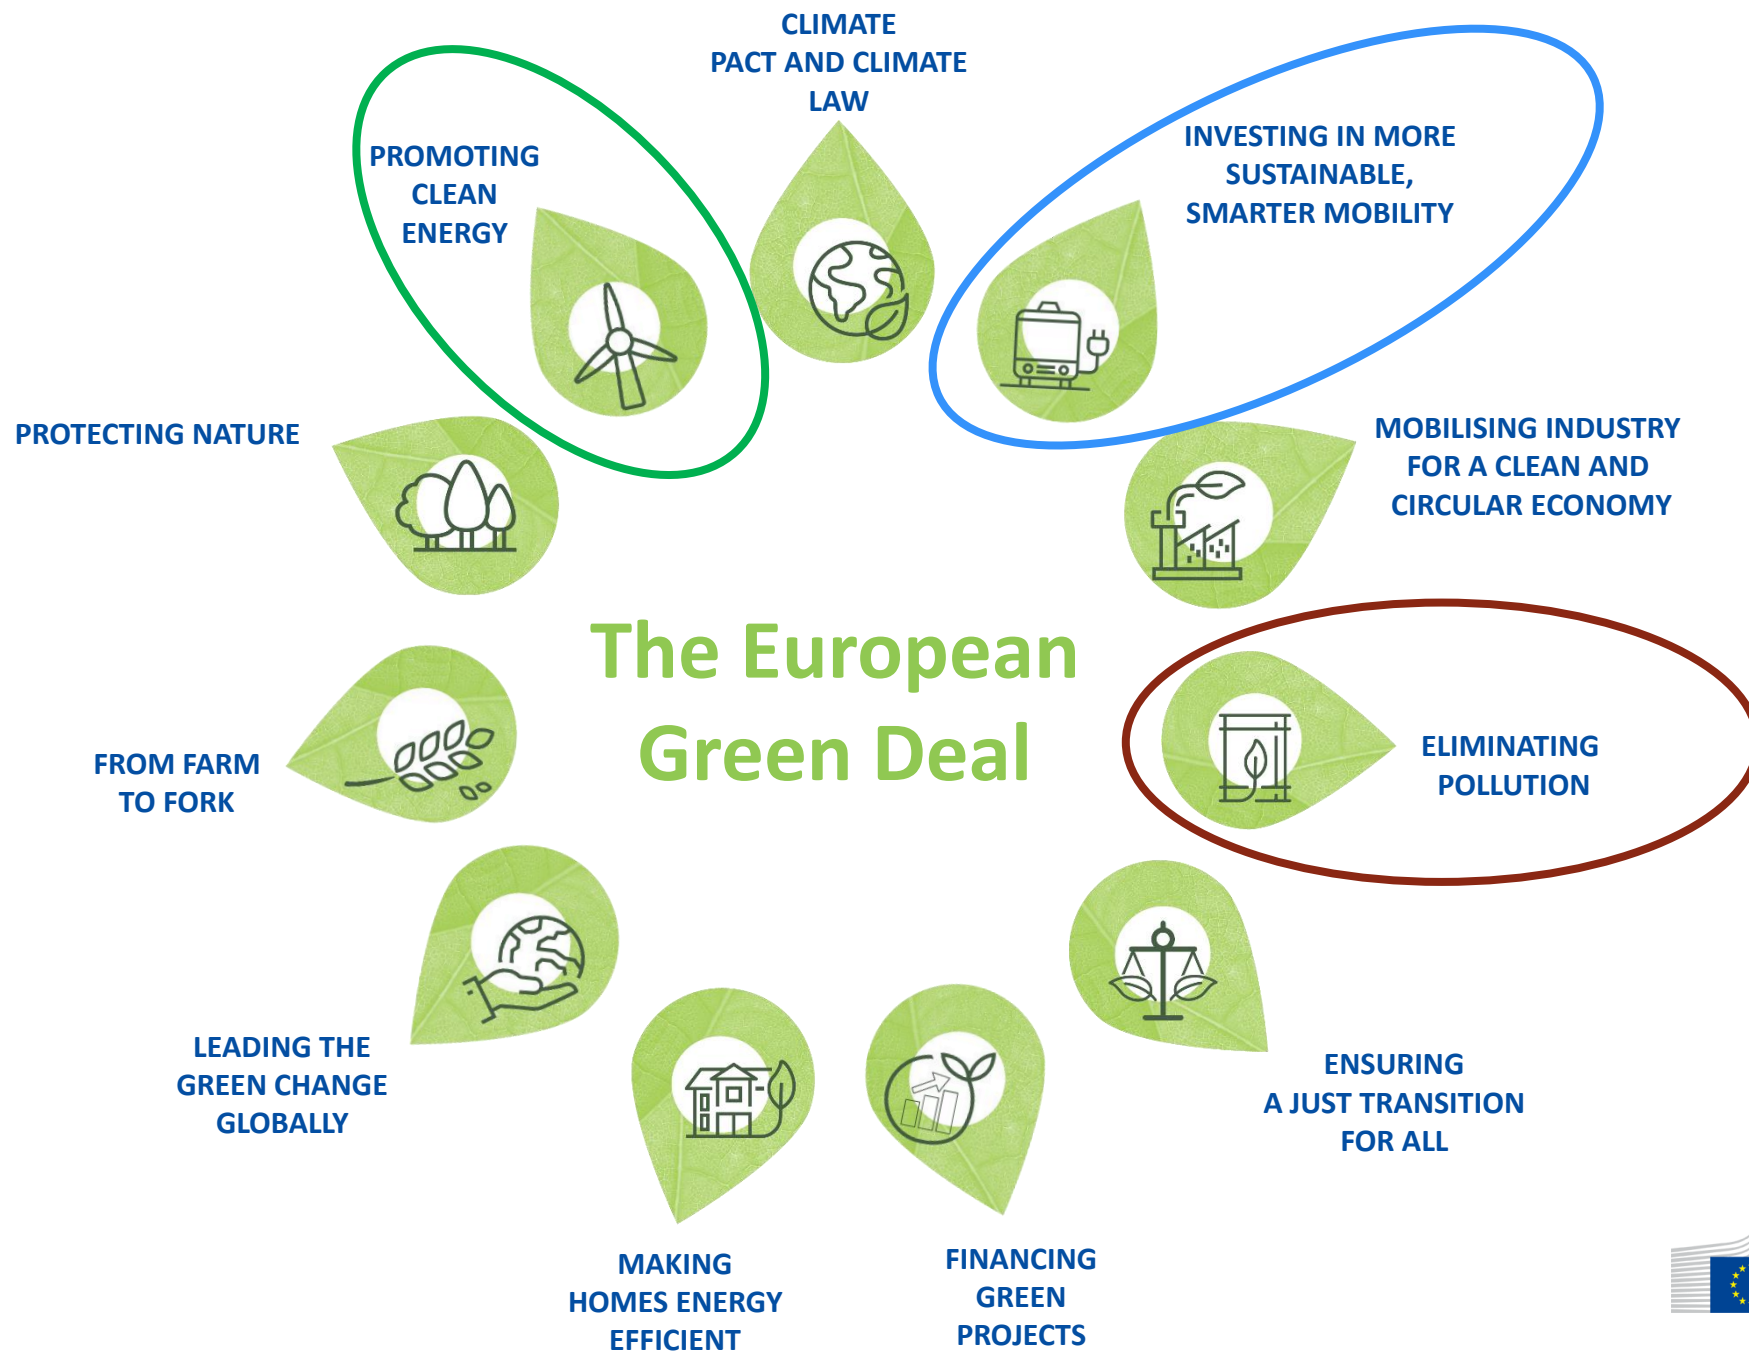 CLIMATE
PACT AND CLIMATE
LAW
PROMOTING
CLEAN
ENERGY
INVESTING IN MORE
SUSTAINABLE,
SMARTER MOBILITY
PROTECTING NATURE
MOBILISING INDUSTRY
FOR A CLEAN AND
CIRCULAR ECONOMY
The European
Green Deal
FROM FARM
TO FORK
ELIMINATING
POLLUTION
LEADING THE
GREEN CHANGE
GLOBALLY
ENSURING
A JUST TRANSITION
FOR ALL
MAKING
HOMES ENERGY
EFFICIENT
FINANCING
GREEN
PROJECTS